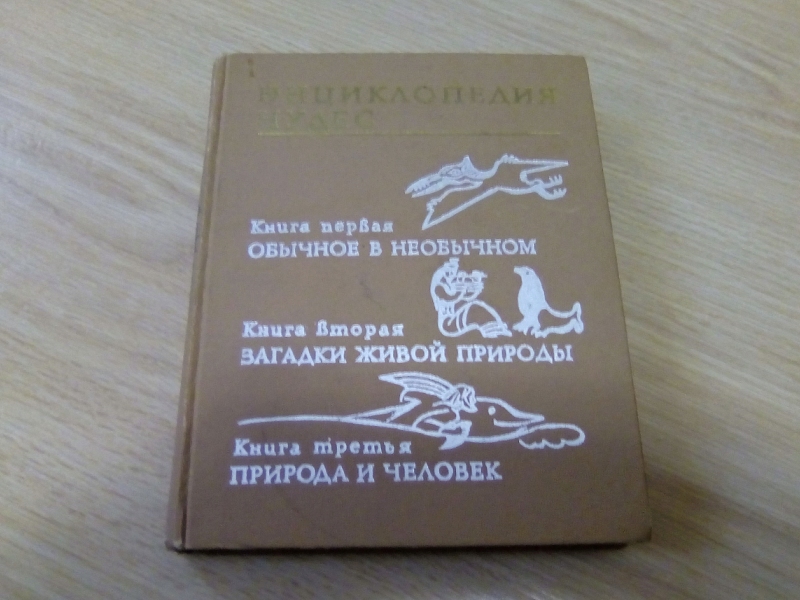 ЭНЦИКЛОПЕДИЯ
ЧУДЕС
Книга первая
ОБЫЧНОЕ В НЕОБЫЧНОМ
Книга вторая
ЗАГАДКИ ЖИВОЙ ПРИРОДЫ
Книга третья
ПРИРОДА И ЧЕЛОВЕК